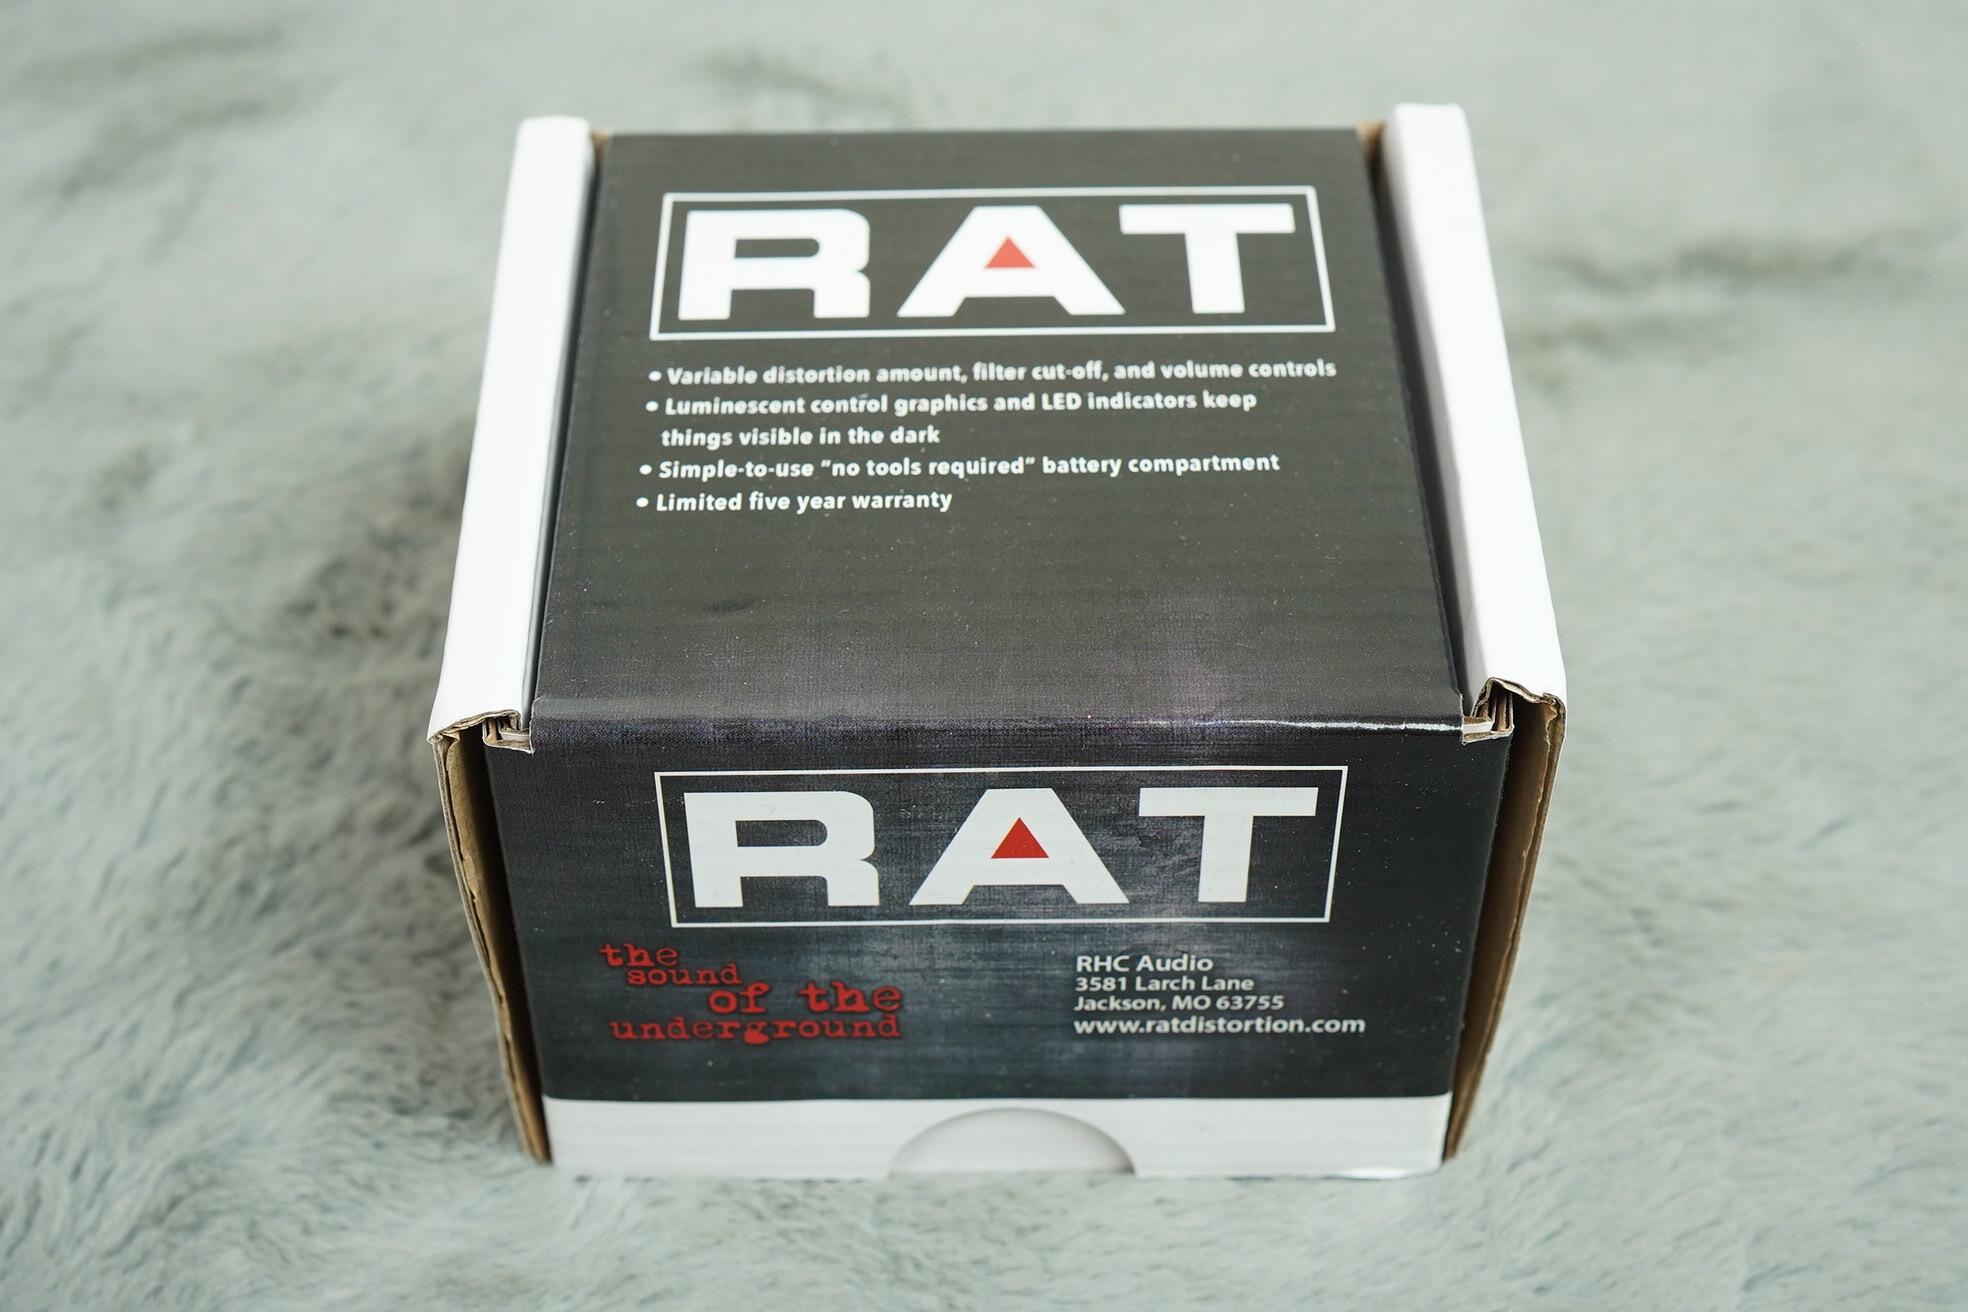 RAT
• Variable distortion amount, filter cut-off, and volume controls
• Luminescent control graphics and LED indicators keep
things visible in the dark
• Simple-to-use “no tools required” battery compartment
• Limited five year warranty
RAT
the
sound
of the
underground
RHC Audio
3581 Larch Lane
Jackson, MO 63755
www.ratdistortion.com